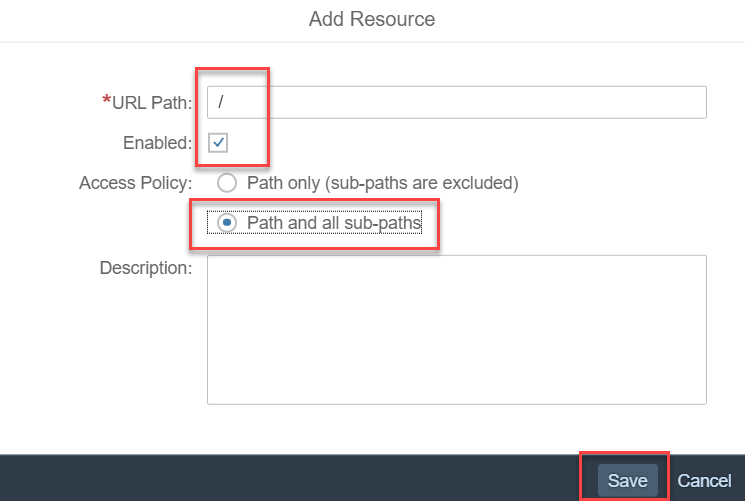 Add Resource
*URL Path: /
Enabled:
Access Policy: Path only (sub-paths are excluded)
Path and all sub-paths
Description:
Save Cancel